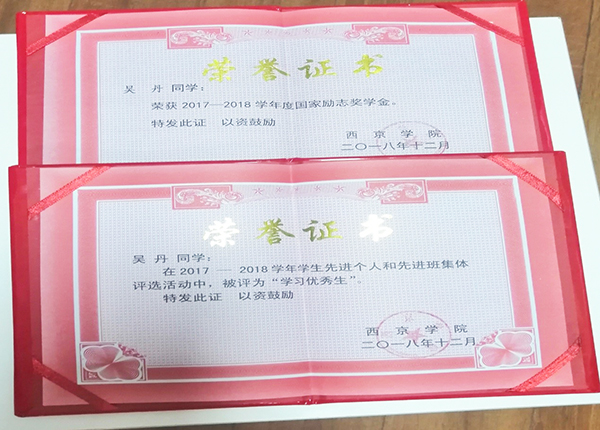 荣誉证书
吴 丹 同学：
荣获 2017—2018 学年度国家励志奖学金。
特发此证 以资鼓励
西京学院
二〇一八年十二月
荣誉证书
吴 丹 同学：
在 2017 — 2018 学年学生先进个人和先进班集体
评选活动中，被评为“学习优秀生”。
特发此证 以资鼓励
西京学院
二〇一八年十二月